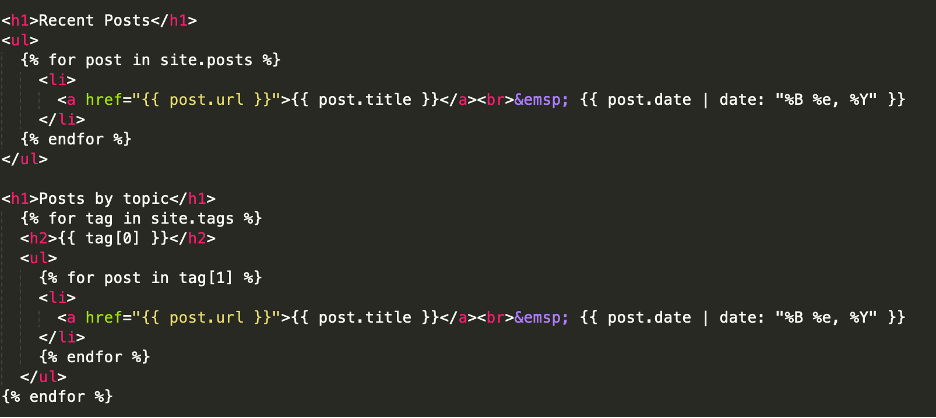 <h1>Recent Posts</h1>
<ul>
  {% for post in site.posts %}
    <li>
      <a href="{{ post.url }}">{{ post.title }}</a><br>&emsp; {{ post.date | date: "%B %e, %Y" }}
    </li>
  {% endfor %}
</ul>

<h1>Posts by topic</h1>
  {% for tag in site.tags %}
  <h2>{{ tag[0] }}</h2>
  <ul>
    {% for post in tag[1] %}
    <li>
      <a href="{{ post.url }}">{{ post.title }}</a><br>&emsp; {{ post.date | date: "%B %e, %Y" }}
    </li>
    {% endfor %}
  </ul>
{% endfor %}